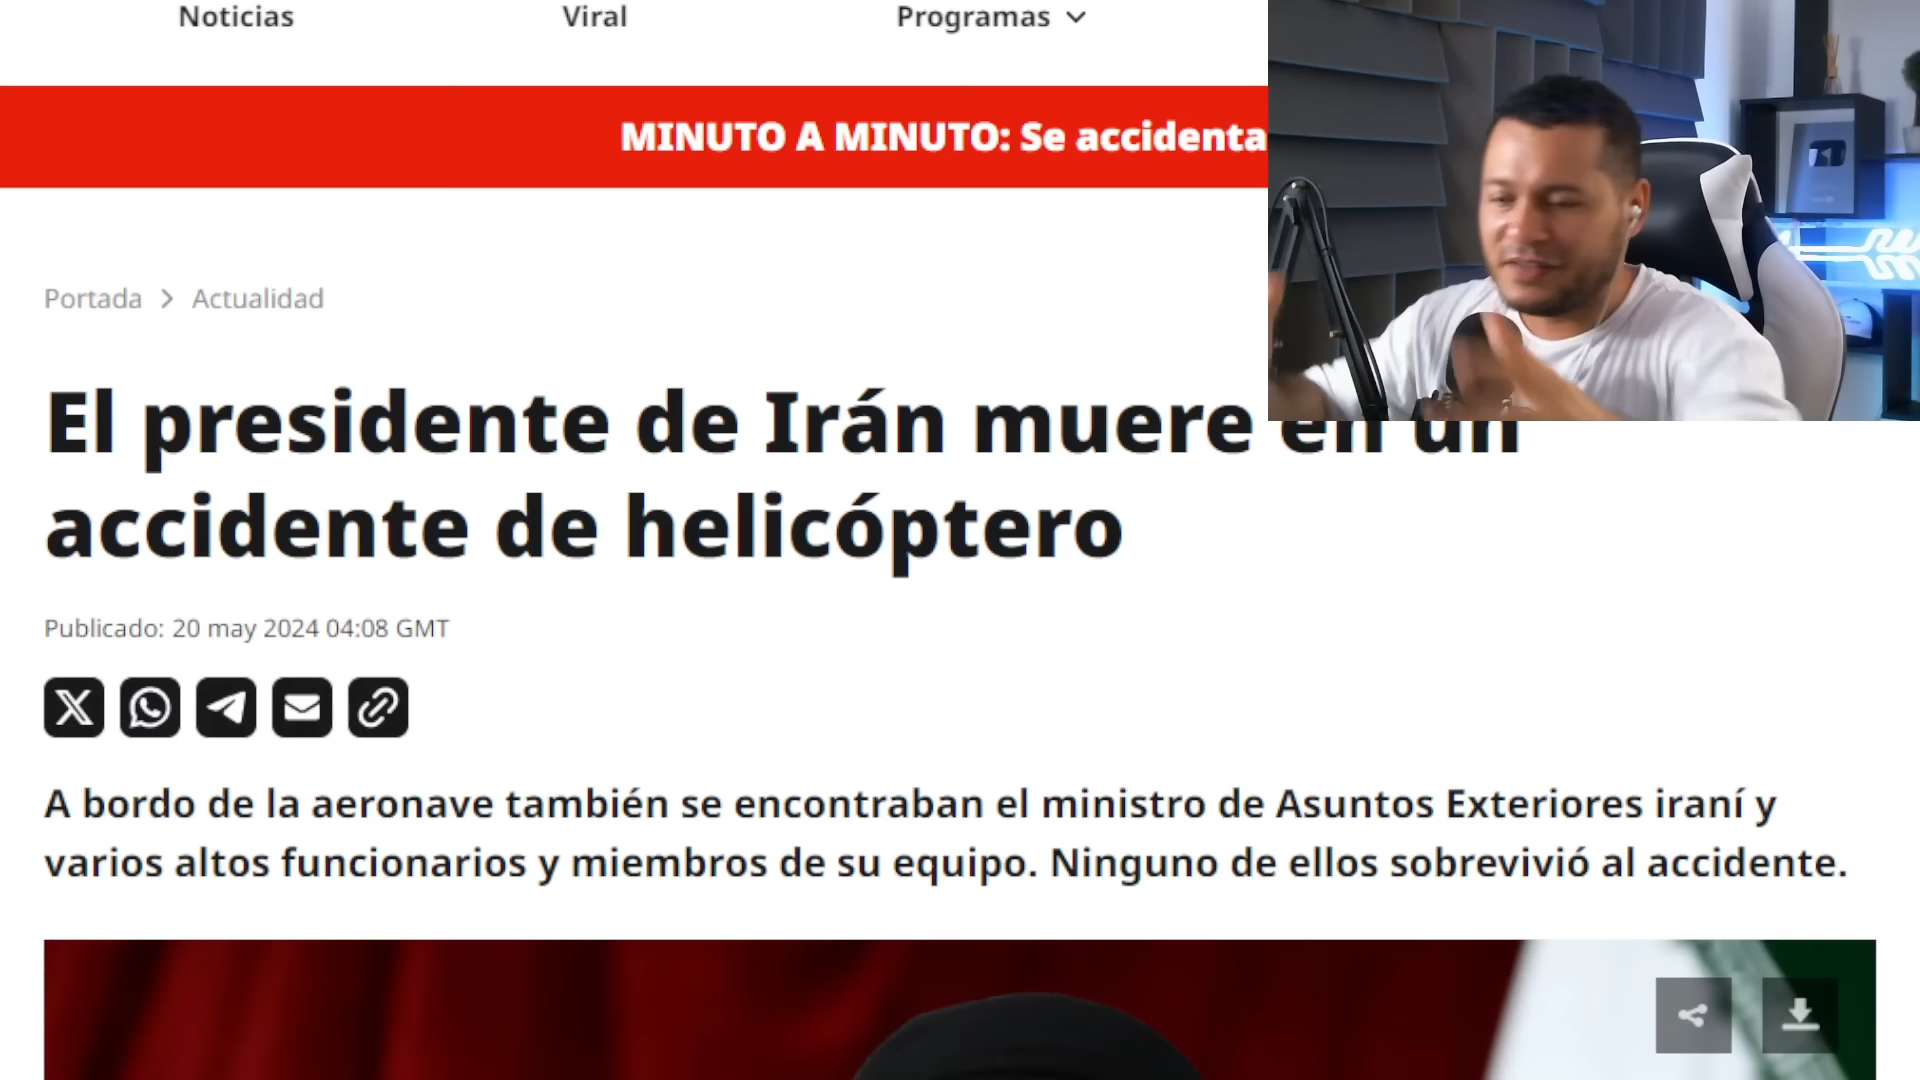 Noticias Viral Programas
MINUTO A MINUTO: Se accidenta
Portada > Actualidad
El presidente de Irán muere en un
accidente de helicóptero
Publicado: 20 may 2024 04:08 GMT
A bordo de la aeronave también se encontraban el ministro de Asuntos Exteriores iraní y
varios altos funcionarios y miembros de su equipo. Ninguno de ellos sobrevivió al accidente.